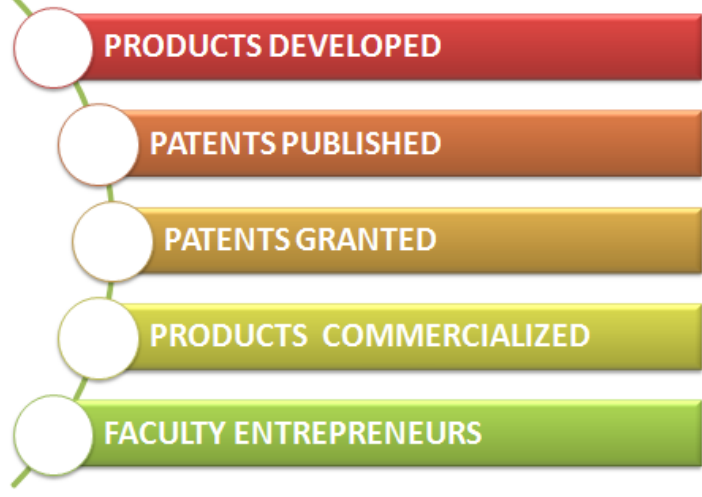 PRODUCTS DEVELOPED
PATENTS PUBLISHED
PATENTS GRANTED
PRODUCTS COMMERCIALIZED
FACULTY ENTREPRENEURS